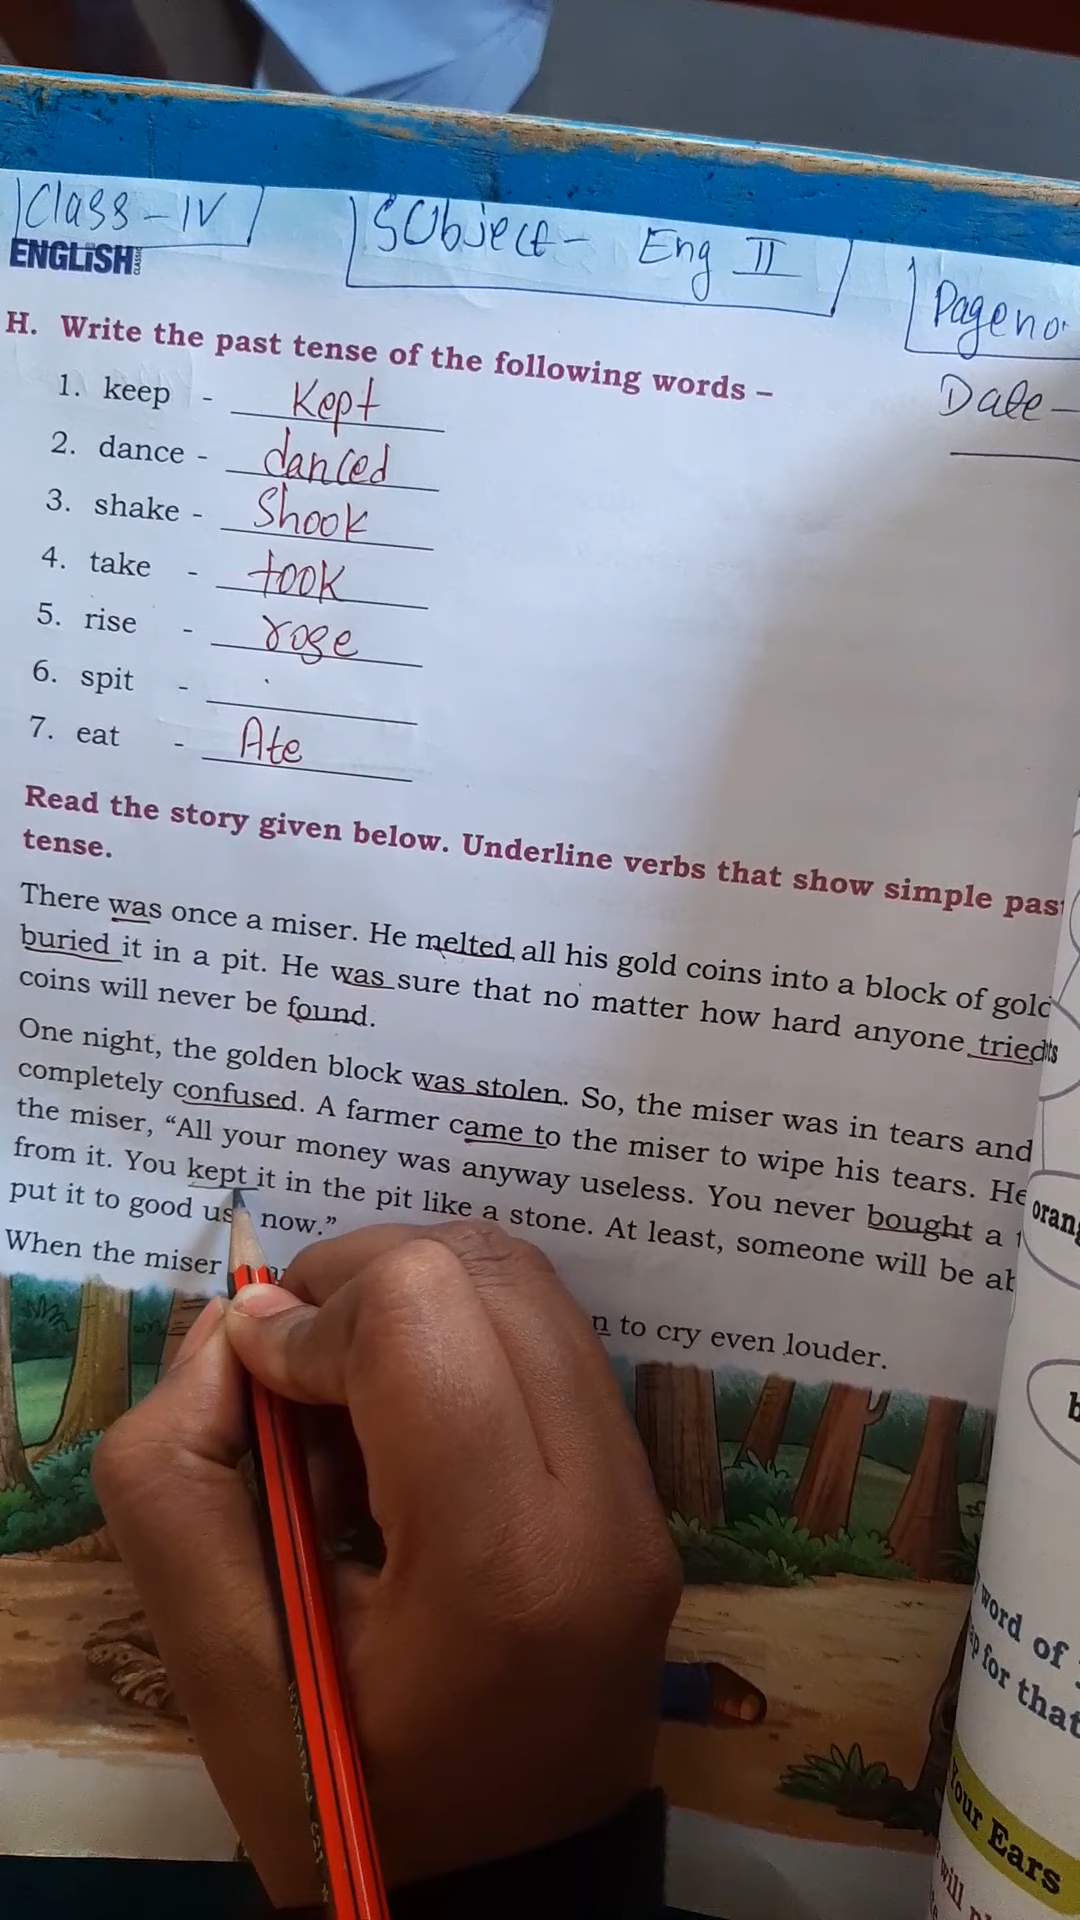 Class - IV
Subject - Eng II
Page no.
ENGLISH
Date -
H. Write the past tense of the following words –
1. keep - Kept
2. dance - danced
3. shake - Shook
4. take - took
5. rise - rose
6. spit -
7. eat - Ate
Read the story given below. Underline verbs that show simple past
tense.
There was once a miser. He melted all his gold coins into a block of gold
buried it in a pit. He was sure that no matter how hard anyone tried
coins will never be found.
One night, the golden block was stolen. So, the miser was in tears and
completely confused. A farmer came to the miser to wipe his tears. He
the miser, “All your money was anyway useless. You never bought a
from it. You kept it in the pit like a stone. At least, someone will be
put it to good now.”
When the miser
to cry even louder.
word of
for that
Your Ears
will